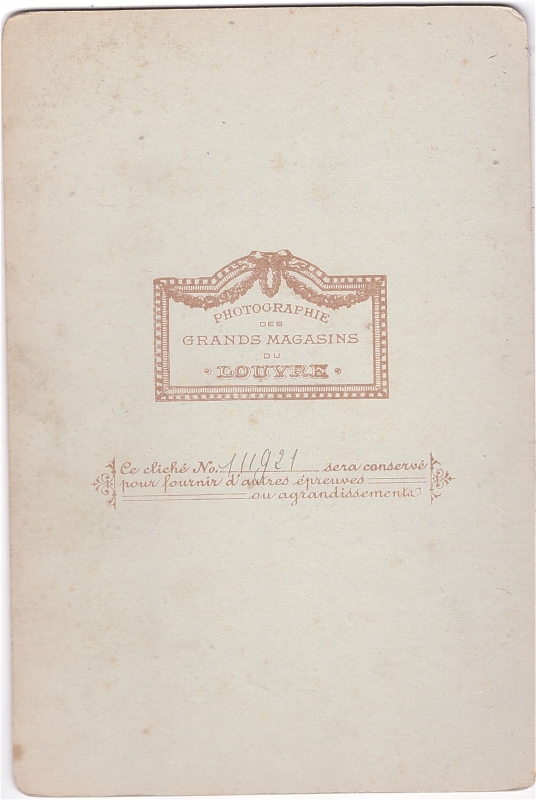 PHOTOGRAPHIE
DES
GRANDS MAGASINS
DU
· LOUVRE ·
Ce cliché No. 111921 sera conservé
pour fournir d'autres épreuves
ou agrandissements